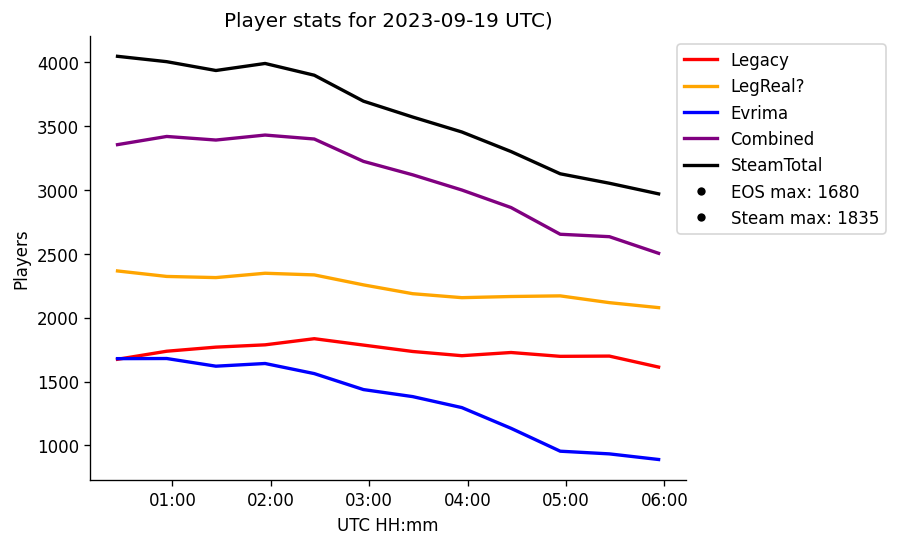 Player stats for 2023-09-19 UTC)
Legacy
LegReal?
Evrima
Combined
SteamTotal
EOS max: 1680
Steam max: 1835
Players
4000
3500
3000
2500
2000
1500
1000
01:00
02:00
03:00
04:00
05:00
06:00
UTC HH:mm